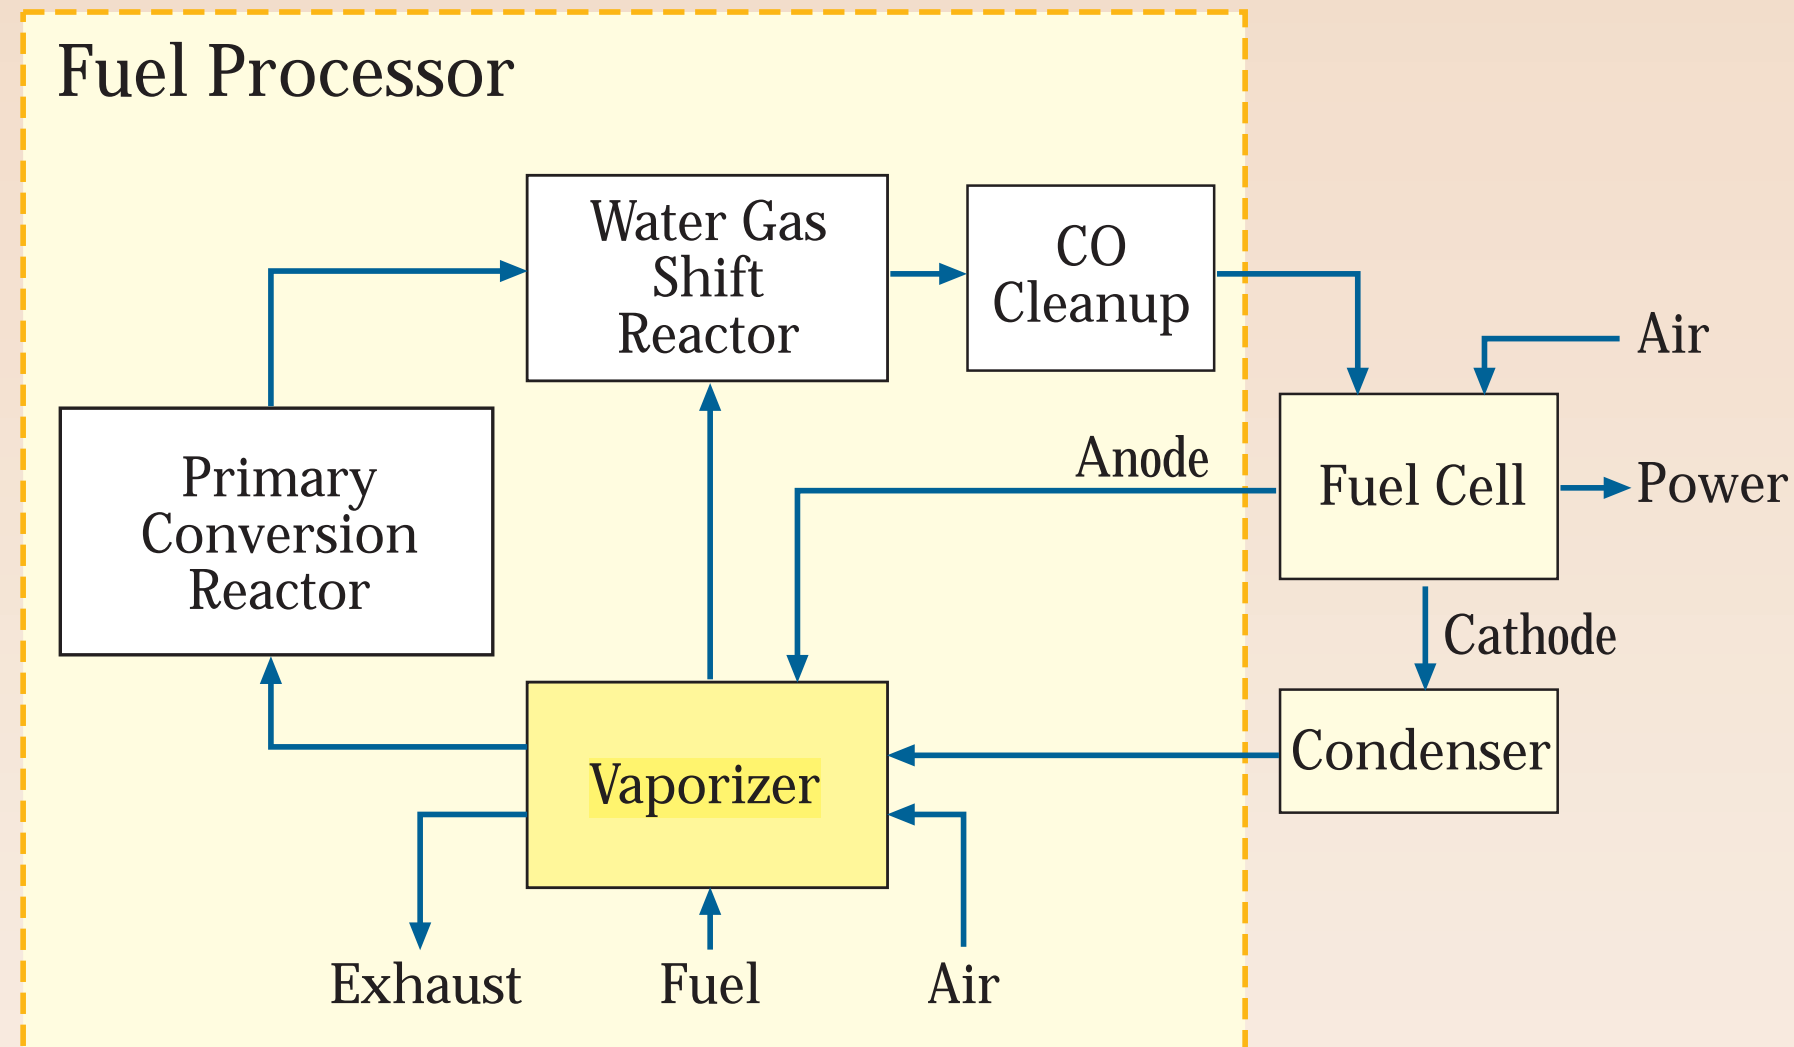 Fuel Processor
Water Gas
Shift
Reactor
CO
Cleanup
Air
Primary
Conversion
Reactor
Anode
Fuel Cell
Power
Cathode
Vaporizer
Condenser
Exhaust
Fuel
Air